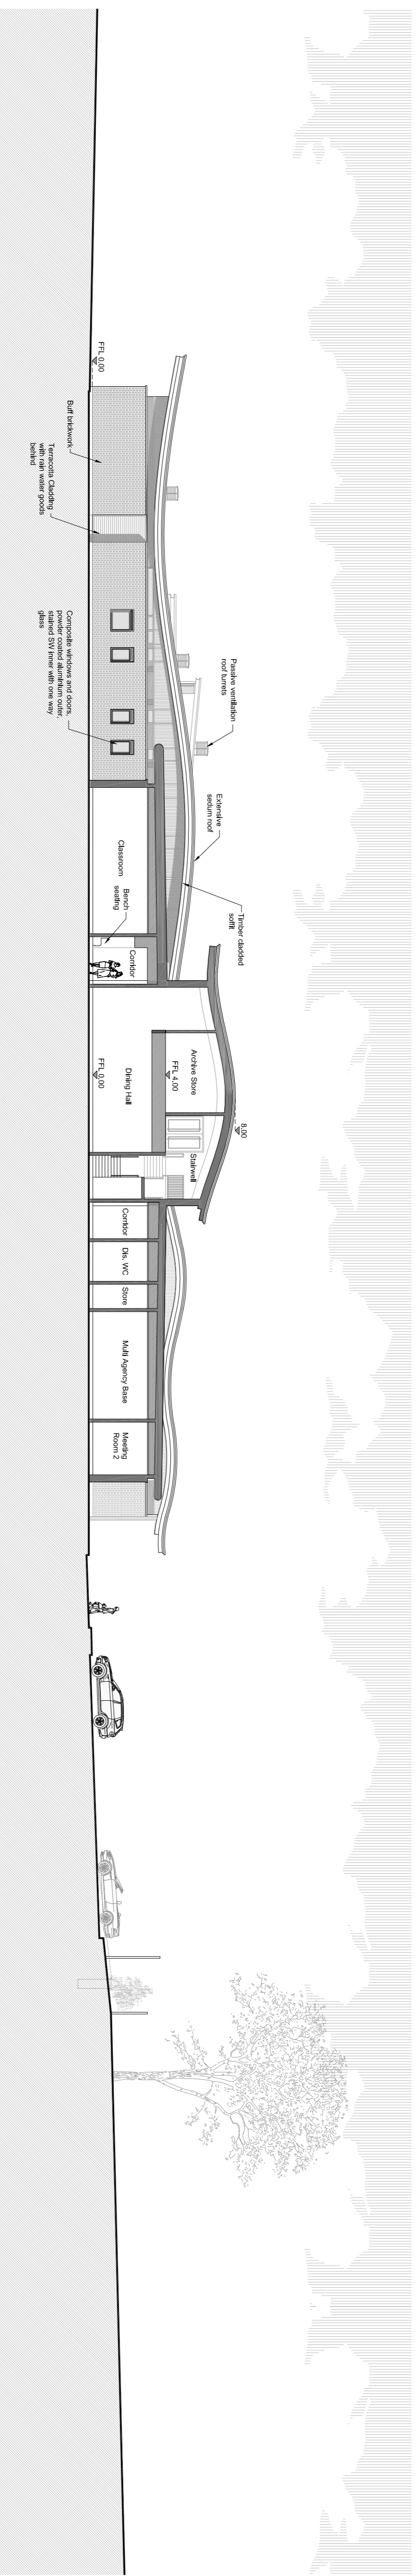 FFL 0.00
Buff brickwork
Terracotta Cladding
with rain water goods
behind
Composite windows and doors,
powder coated aluminium outer,
stained SW inner with one way
glass
Passive ventilation
roof turrets
Extensive
sedum roof
Timber cladded
soffit
Classroom
Bench
seating
Corridor
Archive Store
FFL 4.00
Dining Hall
FFL 0.00
8.00
Stairwell
Corridor
Dis. WC
Store
Multi Agency Base
Meeting
Room 2